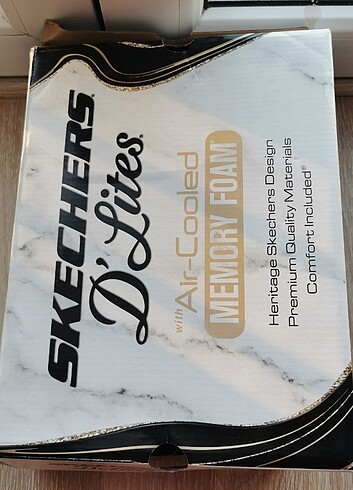 SKECHERS
D'Lites
with Air-Cooled
MEMORY FOAM
Heritage Skechers Design
Premium Quality Materials
Comfort Included®